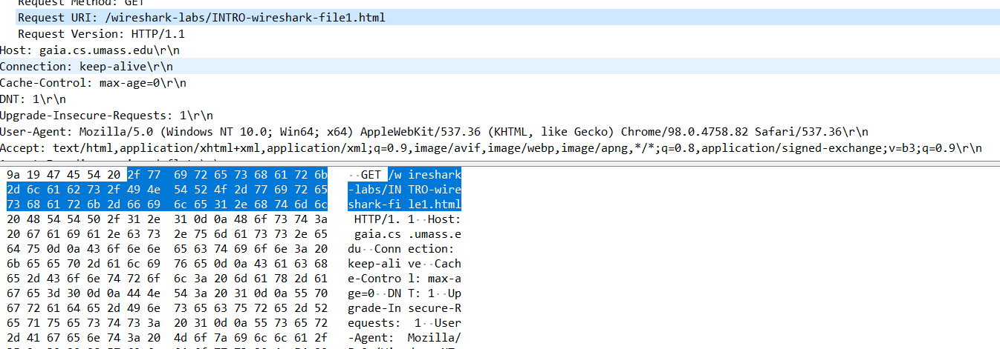 Request Method: GET
Request URI: /wireshark-labs/INTRO-wireshark-file1.html
Request Version: HTTP/1.1
Host: gaia.cs.umass.edu\r\n
Connection: keep-alive\r\n
Cache-Control: max-age=0\r\n
DNT: 1\r\n
Upgrade-Insecure-Requests: 1\r\n
User-Agent: Mozilla/5.0 (Windows NT 10.0; Win64; x64) AppleWebKit/537.36 (KHTML, like Gecko) Chrome/98.0.4758.82 Safari/537.36\r\n
Accept: text/html,application/xhtml+xml,application/xml;q=0.9,image/avif,image/webp,image/apng,*/*;q=0.8,application/signed-exchange;v=b3;q=0.9\r\n
9a 19 47 45 54 20 2f 77 69 72 65 73 68 61 72 6b ··GET /w ireshark
2d 6c 61 62 73 2f 49 4e 54 52 4f 2d 77 69 72 65 -labs/IN TRO-wire
73 68 61 72 6b 2d 66 69 6c 65 31 2e 68 74 6d 6c shark-fi le1.html
20 48 54 54 50 2f 31 2e 31 0d 0a 48 6f 73 74 3a HTTP/1. 1··Host:
20 67 61 69 61 2e 63 73 2e 75 6d 61 73 73 2e 65 gaia.cs .umass.e
64 75 0d 0a 43 6f 6e 6e 65 63 74 69 6f 6e 3a 20 du··Conn ection:
6b 65 65 70 2d 61 6c 69 76 65 0d 0a 43 61 63 68 keep-ali ve··Cach
65 2d 43 6f 6e 74 72 6f 6c 3a 20 6d 61 78 2d 61 e-Contro l: max-a
67 65 3d 30 0d 0a 44 4e 54 3a 20 31 0d 0a 55 70 ge=0··DN T: 1··Up
67 72 61 64 65 2d 49 6e 73 65 63 75 72 65 2d 52 grade-In secure-R
65 71 75 65 73 74 73 3a 20 31 0d 0a 55 73 65 72 equests: 1··User
2d 41 67 65 6e 74 3a 20 4d 6f 7a 69 6c 6c 61 2f -Agent: Mozilla/